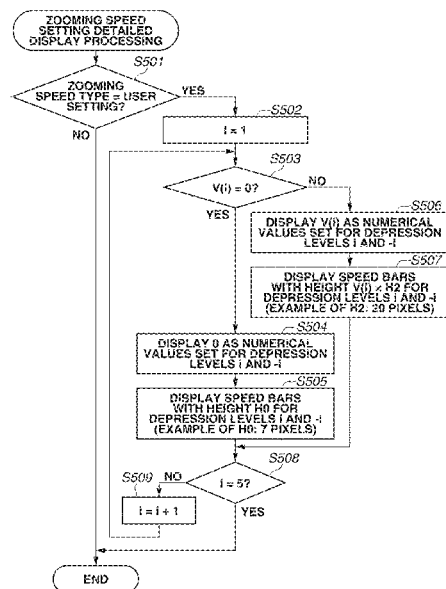 ZOOMING SPEED
SETTING DETAILED
DISPLAY PROCESSING
S501
ZOOMING
SPEED TYPE = USER
SETTING?
YES
NO
S502
i = 1
S503
V(i) = 0?
NO
YES
S506
DISPLAY V(i) AS NUMERICAL
VALUES SET FOR DEPRESSION
LEVELS i AND -i
S507
DISPLAY SPEED BARS
WITH HEIGHT V(i) × H2 FOR
DEPRESSION LEVELS i AND -i
(EXAMPLE OF H2: 20 PIXELS)
S504
DISPLAY 0 AS NUMERICAL
VALUES SET FOR DEPRESSION
LEVELS i AND -i
S505
DISPLAY SPEED BARS
WITH HEIGHT H0 FOR
DEPRESSION LEVELS i AND -i
(EXAMPLE OF H0: 7 PIXELS)
S508
i = 5?
NO
YES
S509
i = i + 1
END